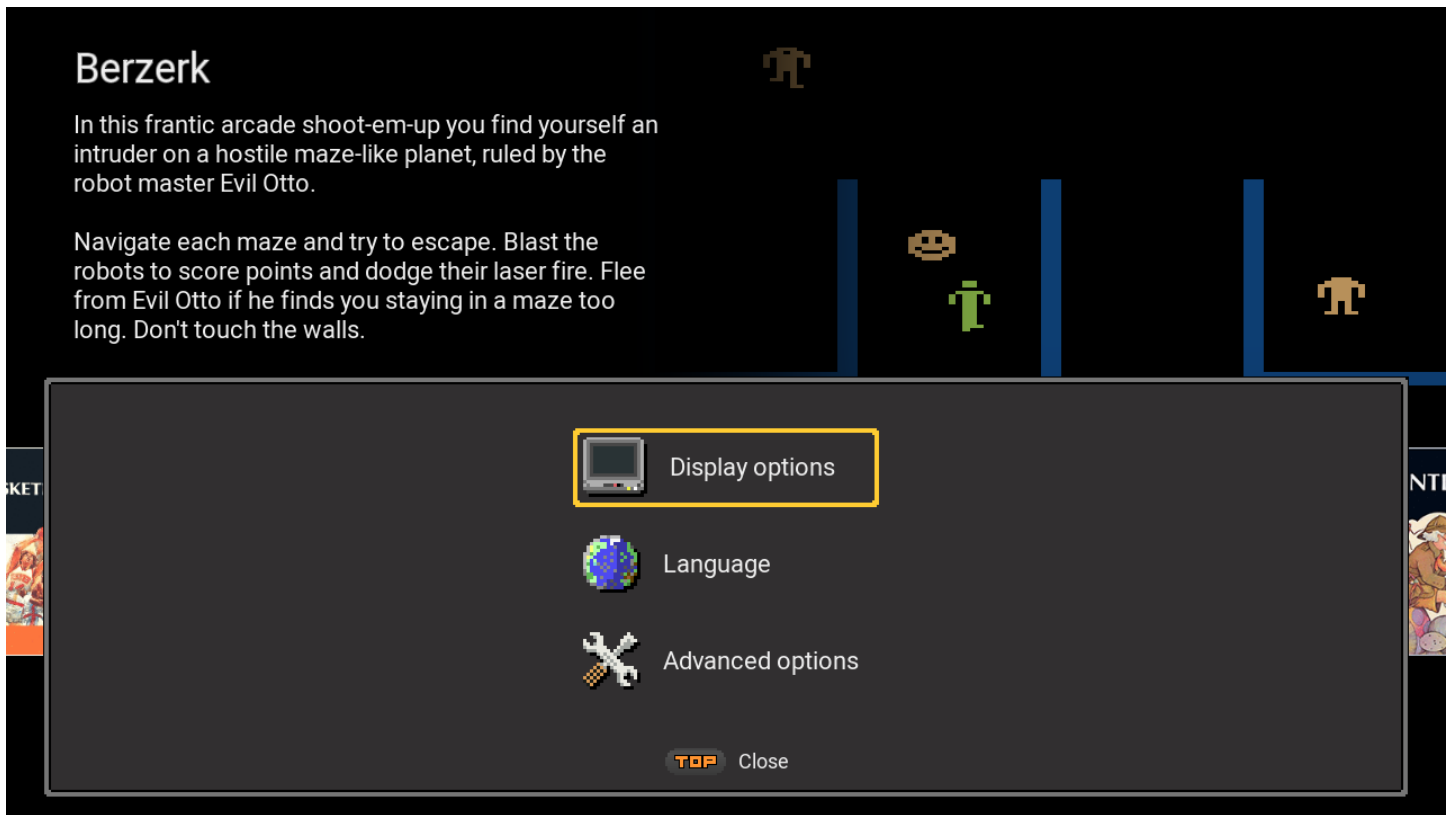 Berzerk
In this frantic arcade shoot-em-up you find yourself an
intruder on a hostile maze-like planet, ruled by the
robot master Evil Otto.
Navigate each maze and try to escape. Blast the
robots to score points and dodge their laser fire. Flee
from Evil Otto if he finds you staying in a maze too
long. Don't touch the walls.
Display options
Language
Advanced options
TOP Close